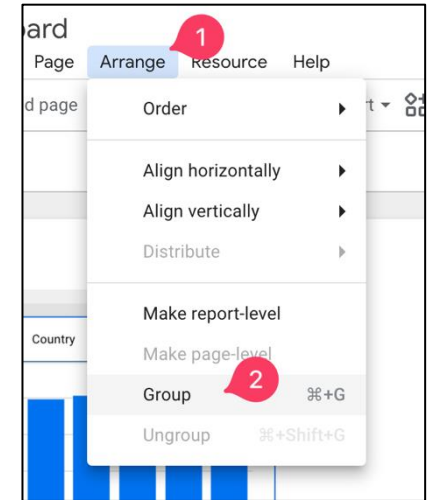 ard
1
Page Arrange Resource Help
d page
Order
rt
Align horizontally
Align vertically
Distribute
Make report-level
Country
Make page-level
2
Group ⌘+G
Ungroup ⌘+Shift+G